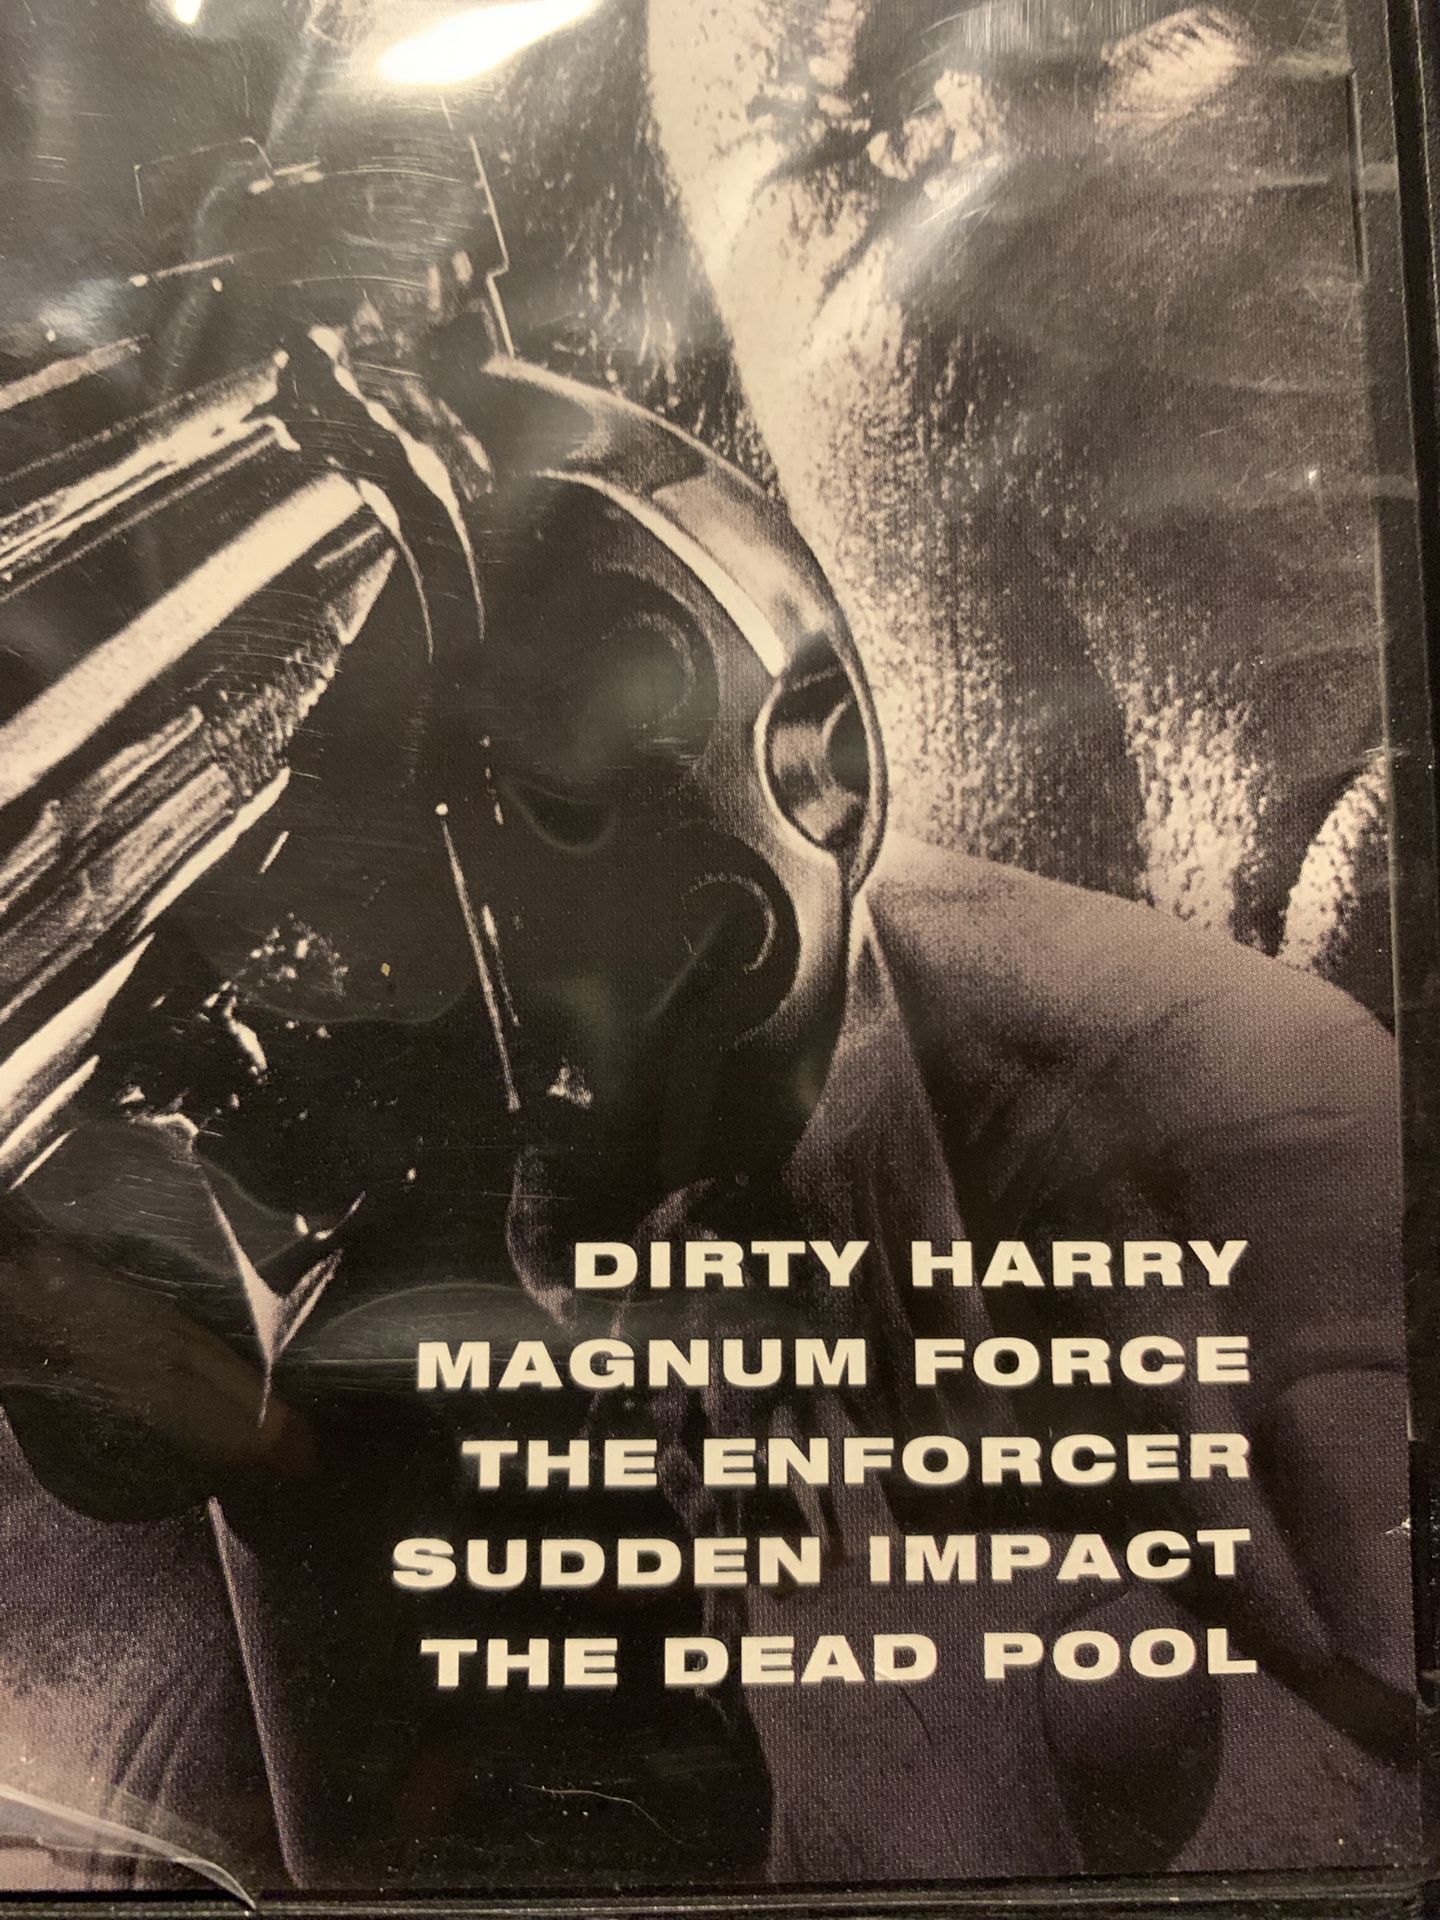 DIRTY HARRY
MAGNUM FORCE
THE ENFORCER
SUDDEN IMPACT
THE DEAD POOL